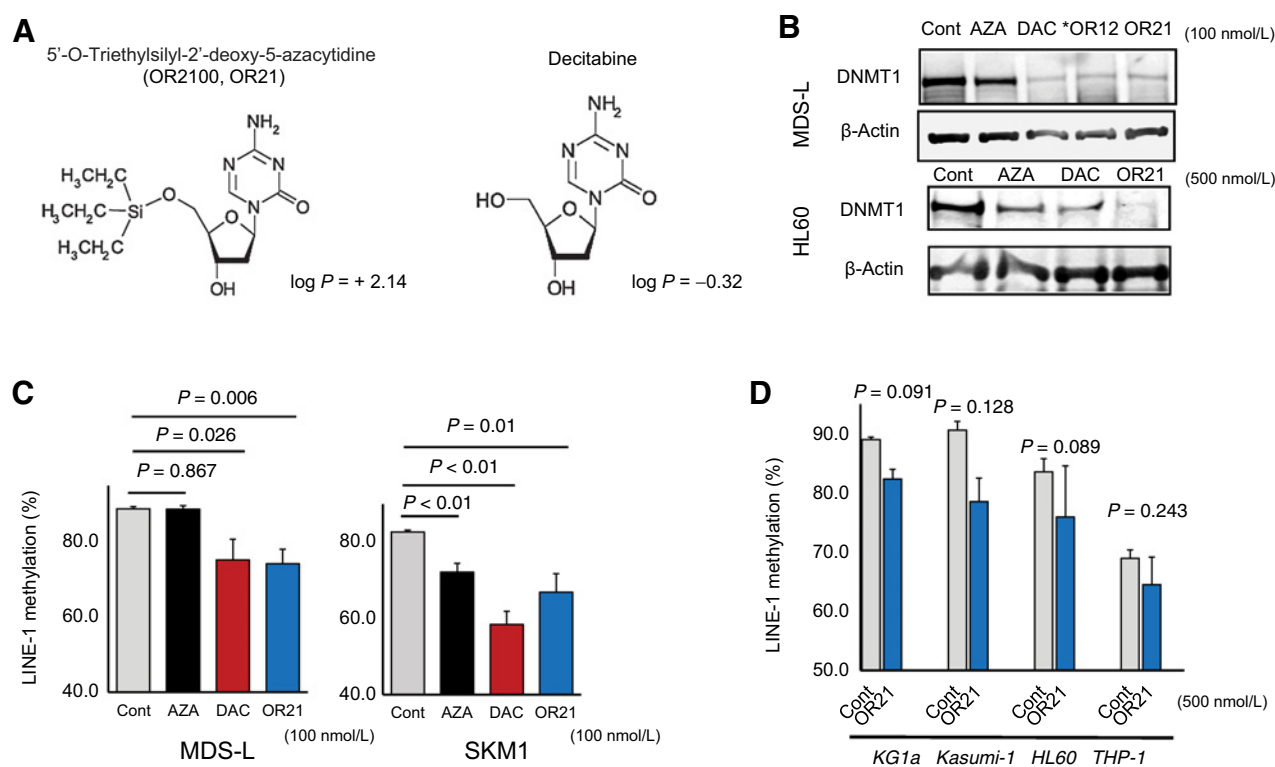 A
5'-O-Triethylsilyl-2'-deoxy-5-azacytidine
(OR2100, OR21)
NH2
N
N
N
O
H3CH2C
H3CH2C
H3CH2C
Si
O
O
OH
log P = + 2.14
Decitabine
NH2
N
N
N
O
HO
O
OH
log P = −0.32
B
Cont AZA DAC *OR12 OR21 (100 nmol/L)
MDS-L
DNMT1
β-Actin
Cont AZA DAC OR21 (500 nmol/L)
HL60
DNMT1
β-Actin
C
P = 0.006
P = 0.026
P = 0.867
LINE-1 methylation (%)
80.0
60.0
40.0
Cont AZA DAC OR21
(100 nmol/L)
MDS-L
P = 0.01
P < 0.01
P < 0.01
80.0
60.0
40.0
Cont AZA DAC OR21
(100 nmol/L)
SKM1
D
P = 0.091
P = 0.128
P = 0.089
P = 0.243
LINE-1 methylation (%)
90.0
80.0
70.0
60.0
50.0
Cont OR21 Cont OR21 Cont OR21 Cont OR21
(500 nmol/L)
KG1a Kasumi-1 HL60 THP-1